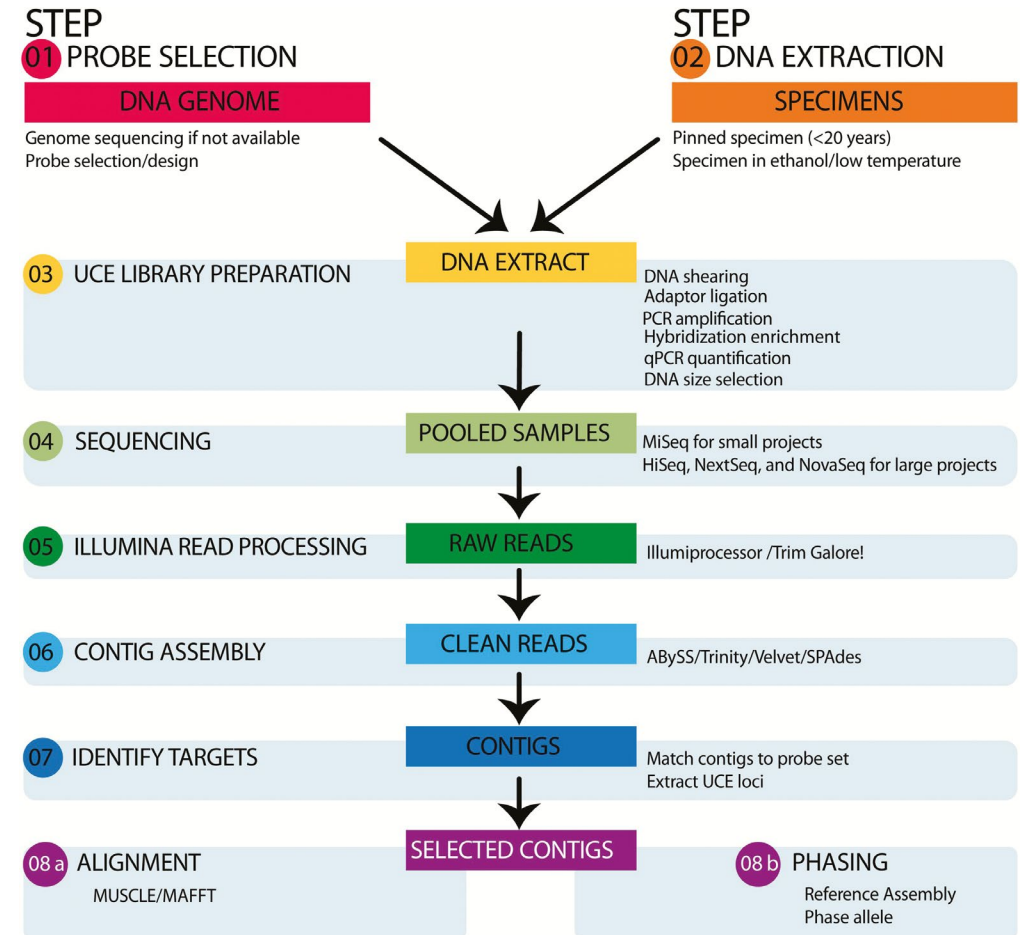 STEP
01 PROBE SELECTION
DNA GENOME
Genome sequencing if not available
Probe selection/design
STEP
02 DNA EXTRACTION
SPECIMENS
Pinned specimen (<20 years)
Specimen in ethanol/low temperature
03 UCE LIBRARY PREPARATION
DNA EXTRACT
DNA shearing
Adaptor ligation
PCR amplification
Hybridization enrichment
qPCR quantification
DNA size selection
04 SEQUENCING
POOLED SAMPLES
MiSeq for small projects
HiSeq, NextSeq, and NovaSeq for large projects
05 ILLUMINA READ PROCESSING
RAW READS
Illumiprocessor /Trim Galore!
06 CONTIG ASSEMBLY
CLEAN READS
ABySS/Trinity/Velvet/SPAdes
07 IDENTIFY TARGETS
CONTIGS
Match contigs to probe set
Extract UCE loci
SELECTED CONTIGS
08 a ALIGNMENT
MUSCLE/MAFFT
08 b PHASING
Reference Assembly
Phase allele